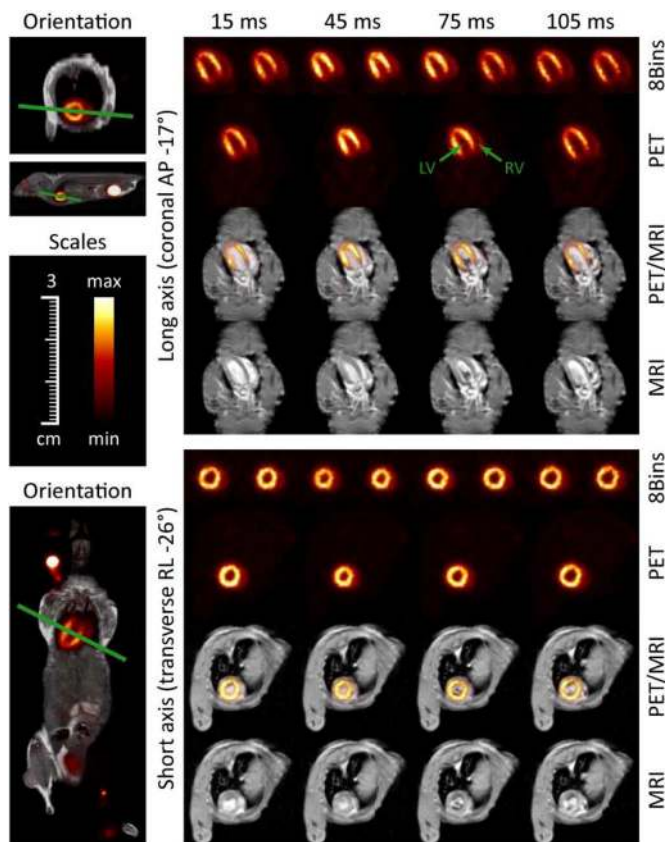 Orientation
15 ms 45 ms 75 ms 105 ms
Long axis (coronal AP -17°)
8Bins
PET
LV RV
PET/MRI
MRI
Scales
3 max
cm min
Orientation
Short axis (transverse RL -26°)
8Bins
PET
PET/MRI
MRI